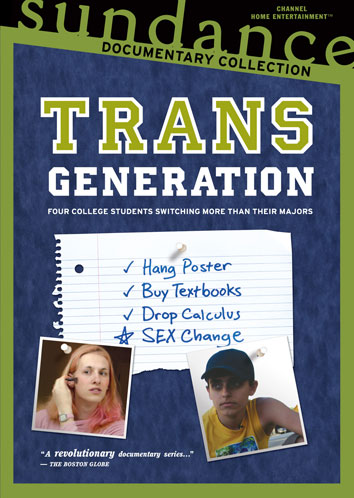 sundance
CHANNEL
HOME ENTERTAINMENT™
DOCUMENTARY COLLECTION
TRANS
GENERATION
FOUR COLLEGE STUDENTS SWITCHING MORE THAN THEIR MAJORS
✓ Hang Poster
✓ Buy Textbooks
✓ Drop Calculus
☆ SEX Change
"A revolutionary documentary series..."
— THE BOSTON GLOBE